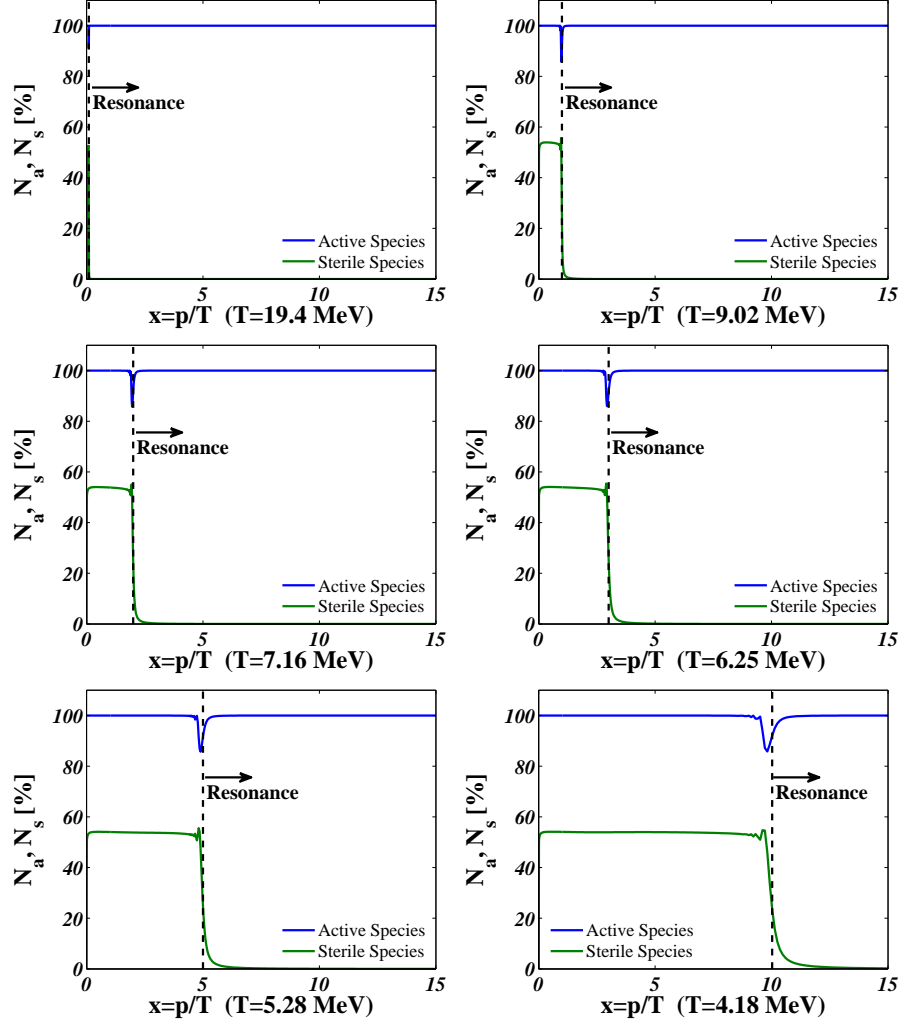 100
80
60
40
20
0
N_a, N_s [%]
Resonance
Active Species
Sterile Species
0 5 10 15
x=p/T (T=19.4 MeV)
100
80
60
40
20
0
N_a, N_s [%]
Resonance
Active Species
Sterile Species
0 5 10 15
x=p/T (T=9.02 MeV)
100
80
60
40
20
0
N_a, N_s [%]
Resonance
Active Species
Sterile Species
0 5 10 15
x=p/T (T=7.16 MeV)
100
80
60
40
20
0
N_a, N_s [%]
Resonance
Active Species
Sterile Species
0 5 10 15
x=p/T (T=6.25 MeV)
100
80
60
40
20
0
N_a, N_s [%]
Resonance
Active Species
Sterile Species
0 5 10 15
x=p/T (T=5.28 MeV)
100
80
60
40
20
0
N_a, N_s [%]
Resonance
Active Species
Sterile Species
0 5 10 15
x=p/T (T=4.18 MeV)